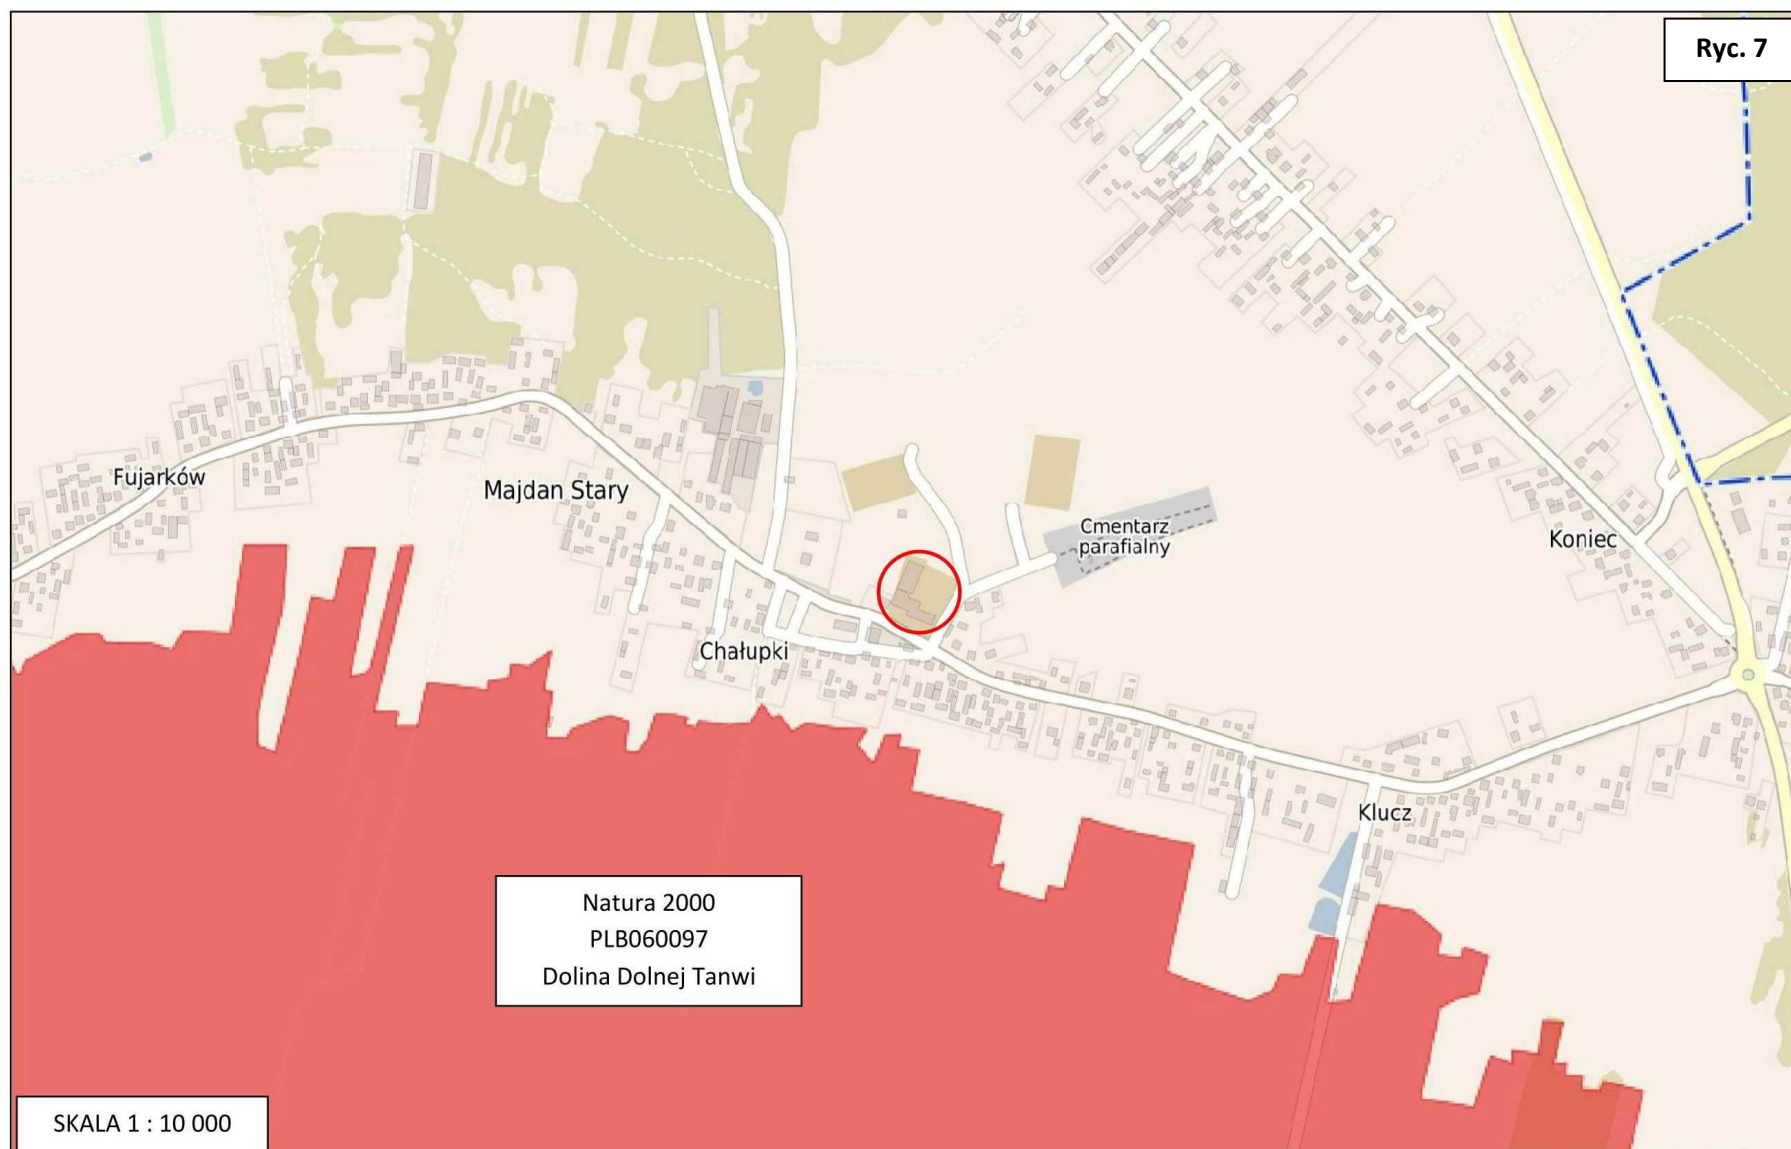 Ryc. 7
Fujarków
Majdan Stary
Cmentarz
parafialny
Koniec
Chałupki
Klucz
Natura 2000
PLB060097
Dolina Dolnej Tanwi
SKALA 1 : 10 000